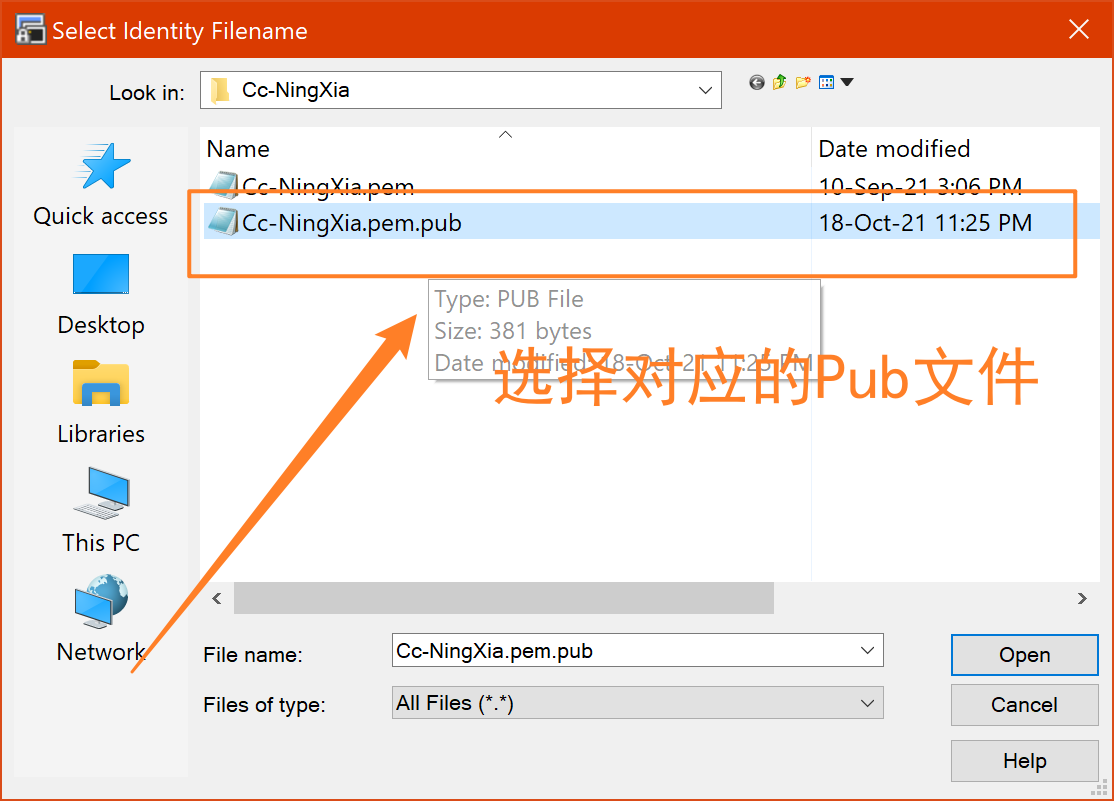 Select Identity Filename
Look in:
Cc-NingXia
Name
Date modified
Cc-NingXia.pem
10-Sep-21 3:06 PM
Cc-NingXia.pem.pub
18-Oct-21 11:25 PM
Quick access
Desktop
Libraries
This PC
Network
Type: PUB File
Size: 381 bytes
Date modified: 18-Oct-21 11:25 PM
选择对应的Pub文件
File name:
Cc-NingXia.pem.pub
Open
Files of type:
All Files (*.*)
Cancel
Help